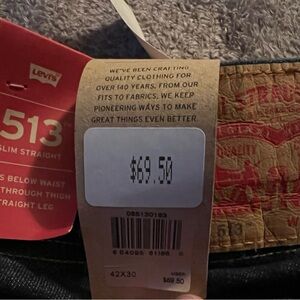 Levi's
513
SLIM STRAIGHT
S BELOW WAIST
THROUGH THIGH
TRAIGHT LEG
WE'VE BEEN CRAFTING
QUALITY CLOTHING FOR
OVER 140 YEARS. FROM OUR
FITS TO FABRICS, WE KEEP
PIONEERING WAYS TO MAKE
GREAT THINGS EVEN BETTER.
$69.50
085130183
42X30
$69.50
QUALITY
513